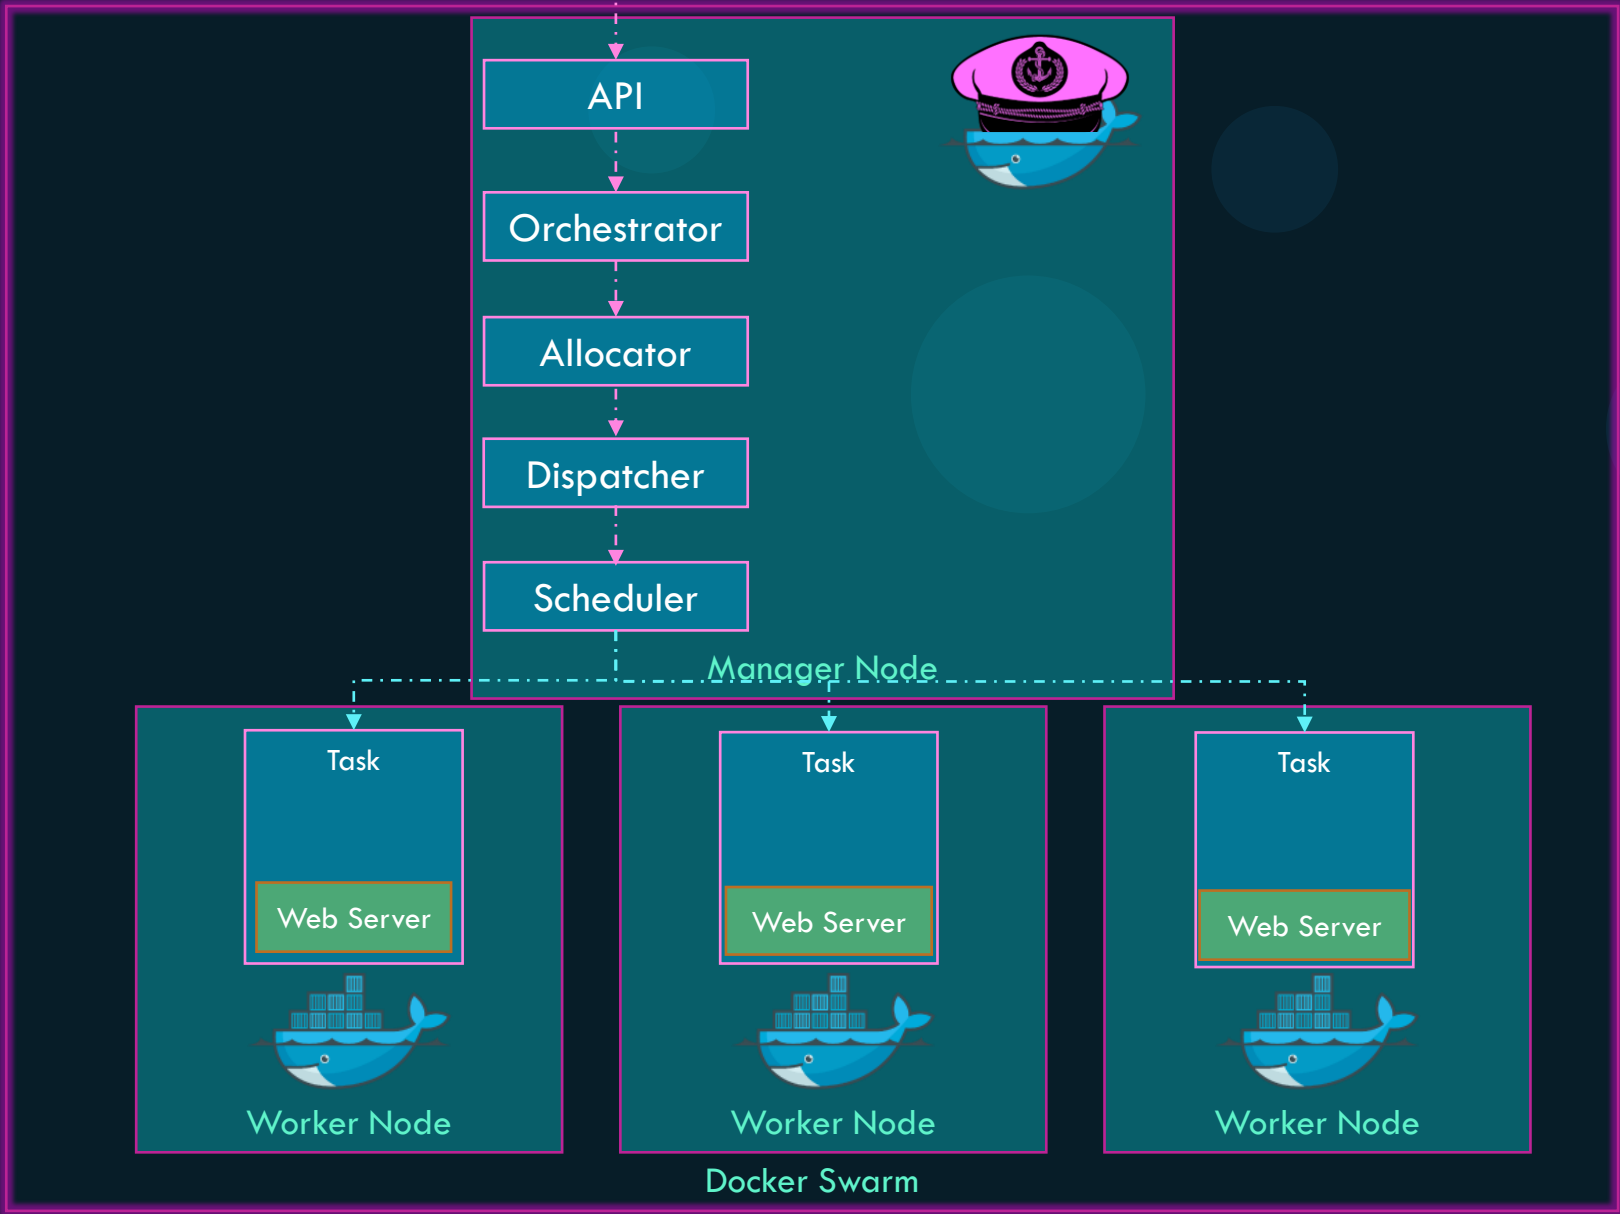 API
Orchestrator
Allocator
Dispatcher
Scheduler
Manager Node
Task
Web Server
Worker Node
Task
Web Server
Worker Node
Task
Web Server
Worker Node
Docker Swarm